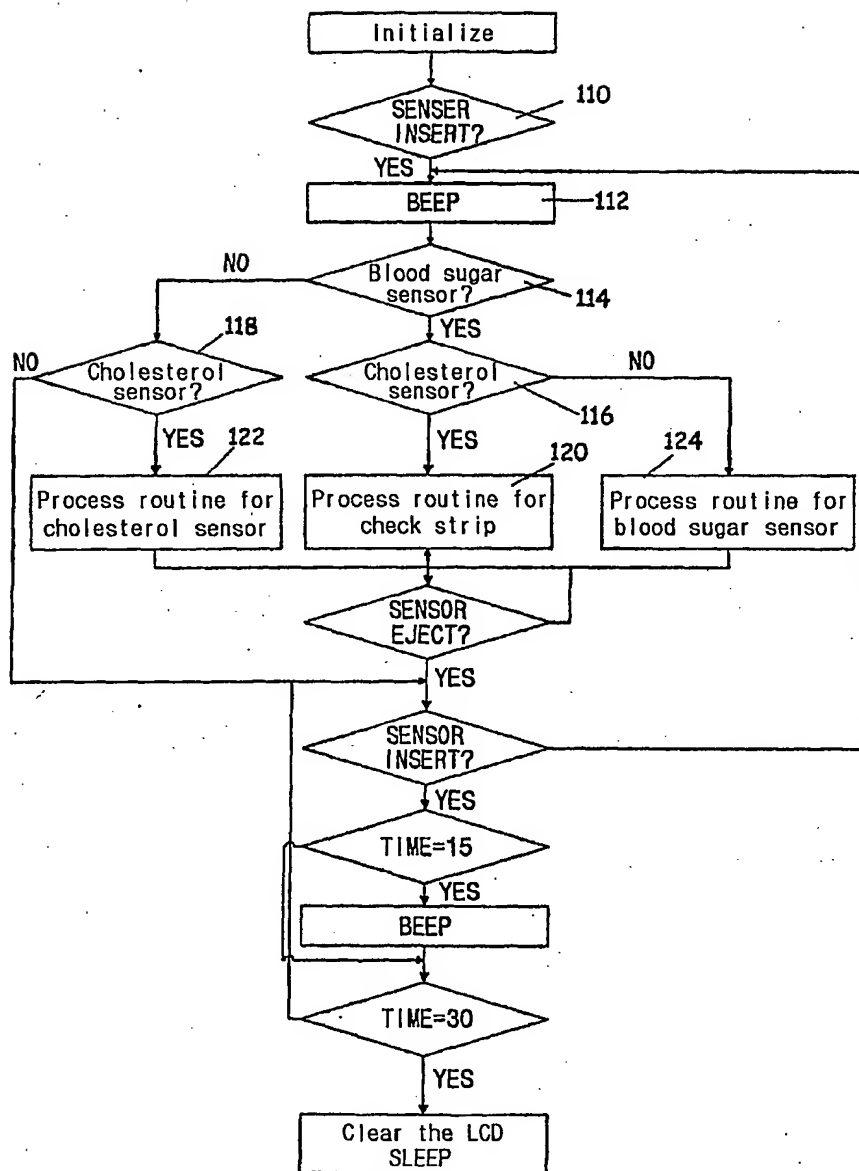 Initialize
110
SENSER
INSERT?
YES
BEEP
112
NO
Blood sugar
sensor?
114
118
YES
NO
Cholesterol
sensor?
Cholesterol
sensor?
NO
116
YES
122
YES
120
124
Process routine for
cholesterol sensor
Process routine for
check strip
Process routine for
blood sugar sensor
SENSOR
EJECT?
YES
SENSOR
INSERT?
YES
TIME=15
YES
BEEP
TIME=30
YES
Clear the LCD
SLEEP